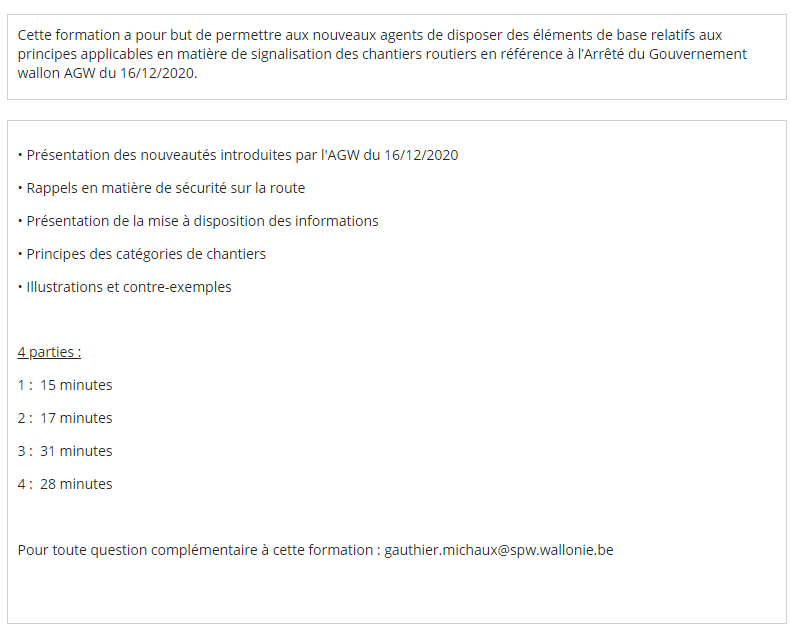 Cette formation a pour but de permettre aux nouveaux agents de disposer des éléments de base relatifs aux
principes applicables en matière de signalisation des chantiers routiers en référence à l’Arrêté du Gouvernement
wallon AGW du 16/12/2020.
• Présentation des nouveautés introduites par l'AGW du 16/12/2020
• Rappels en matière de sécurité sur la route
• Présentation de la mise à disposition des informations
• Principes des catégories de chantiers
• Illustrations et contre-exemples
4 parties :
1 :  15 minutes
2 :  17 minutes
3 :  31 minutes
4 :  28 minutes
Pour toute question complémentaire à cette formation : gauthier.michaux@spw.wallonie.be